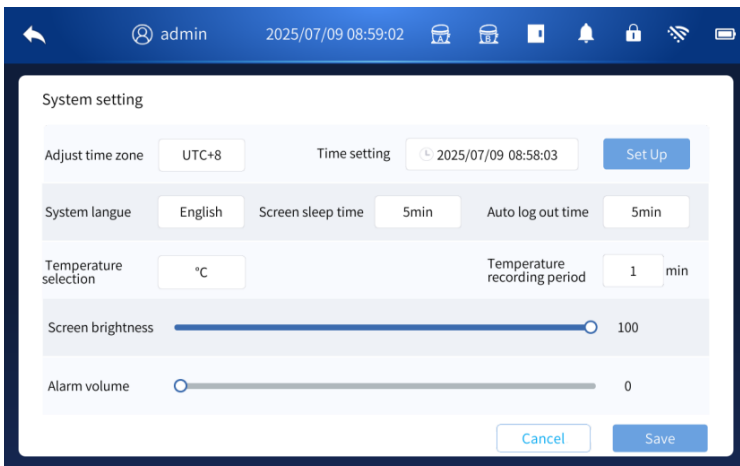 admin 2025/07/09 08:59:02 A B
System setting
Adjust time zone UTC+8 Time setting 2025/07/09 08:58:03 Set Up
System langue English Screen sleep time 5min Auto log out time 5min
Temperature
selection °C
Temperature
recording period 1 min
Screen brightness 100
Alarm volume 0
Cancel Save